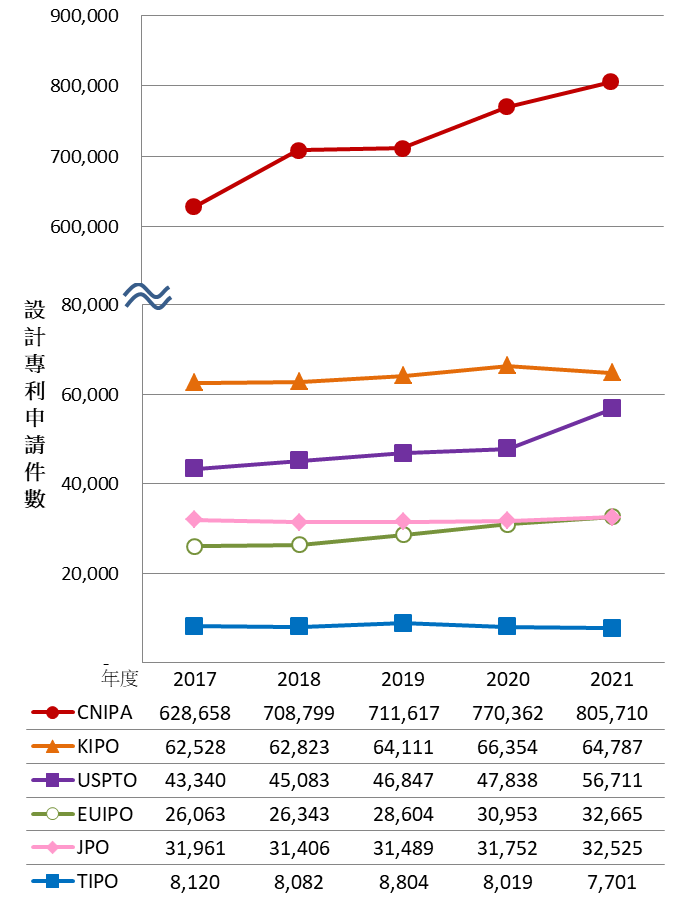 900,000
800,000
700,000
600,000
80,000
60,000
40,000
20,000
-
設計專利申請件數
年度 2017 2018 2019 2020 2021
CNIPA 628,658 708,799 711,617 770,362 805,710
KIPO 62,528 62,823 64,111 66,354 64,787
USPTO 43,340 45,083 46,847 47,838 56,711
EUIPO 26,063 26,343 28,604 30,953 32,665
JPO 31,961 31,406 31,489 31,752 32,525
TIPO 8,120 8,082 8,804 8,019 7,701